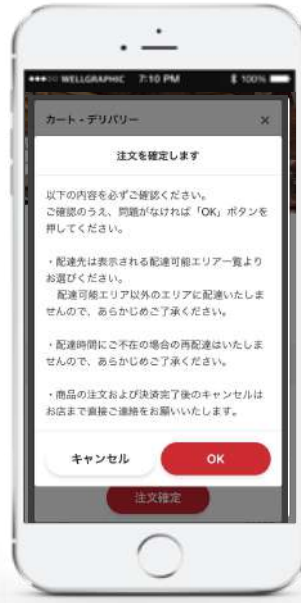 WELLGRAPHIC 7:10 PM 100%
カート - デリバリー ×
注文を確定します
以下の内容を必ずご確認ください。
ご確認のうえ、問題がなければ「OK」ボタンを
押してください。
・配達先は表示される配達可能エリア一覧より
お選びください。
配達可能エリア以外のエリアに配達いたしま
せんので、あらかじめご了承ください。
・配達時間にご不在の場合の再配達はいたしま
せんので、あらかじめご了承ください。
・商品の注文および決済完了後のキャンセルは
お店まで直接ご連絡をお願いいたします。
キャンセル OK
注文確定